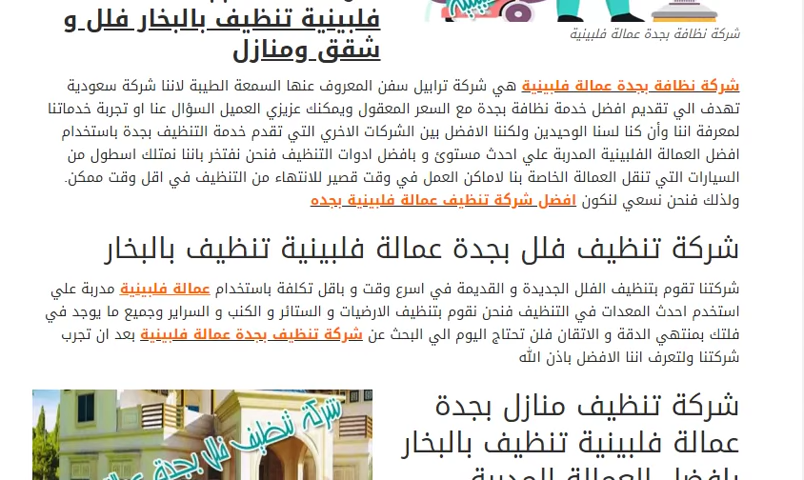 فلبينية تنظيف بالبخار فلل و
شقق ومنازل
شركة نظافة بجدة عمالة فلبينية
شركة نظافة بجدة عمالة فلبينية هي شركة ترابيل سفن المعروف عنها السمعة الطيبة لاننا شركة سعودية
تهدف الي تقديم افضل خدمة نظافة بجدة مع السعر المعقول ويمكنك عزيزي العميل السؤال عنا او تجربة خدماتنا
لمعرفة اننا وأن كنا لسنا الوحيدين ولكننا الافضل بين الشركات الاخري التي تقدم خدمة التنظيف بجدة باستخدام
افضل العمالة الفلبينية المدربة علي احدث مستوئ و بافضل ادوات التنظيف فنحن نفتخر باننا نمتلك اسطول من
السيارات التي تنقل العمالة الخاصة بنا لاماكن العمل في وقت قصير للانتهاء من التنظيف في اقل وقت ممكن.
ولذلك فنحن نسعي لنكون افضل شركة تنظيف عمالة فلبينية بجده
شركة تنظيف فلل بجدة عمالة فلبينية تنظيف بالبخار
شركتنا تقوم بتنظيف الفلل الجديدة و القديمة في اسرع وقت و باقل تكلفة باستخدام عمالة فلبينية مدربة علي
استخدم احدث المعدات في التنظيف فنحن نقوم بتنظيف الارضيات و الستائر و الكنب و السراير وجميع ما يوجد في
فلتك بمنتهي الدقة و الاتقان فلن تحتاج اليوم الي البحث عن شركة تنظيف بجدة عمالة فلبينية بعد ان تجرب
شركتنا ولتعرف اننا الافضل باذن الله
شركة تنظيف منازل بجدة
عمالة فلبينية تنظيف بالبخار
بافضل العمالة المدربة
شركة تنظيف فلل بجدة